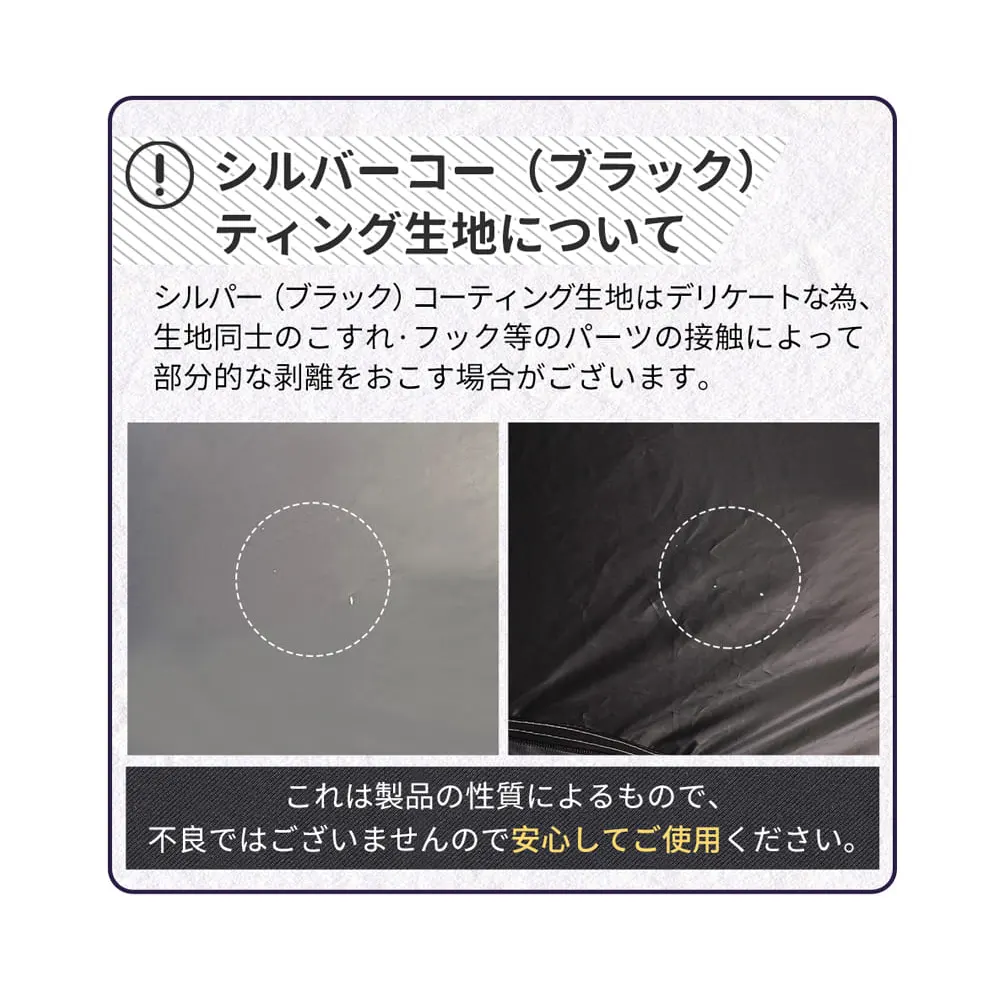 シルバーコー（ブラック）
ティング生地について
シルパー（ブラック）コーティング生地はデリケートな為、
生地同士のこすれ・フック等のパーツの接触によって
部分的な剥離をおこす場合がございます。
これは製品の性質によるもので、
不良ではございませんので安心してご使用ください。